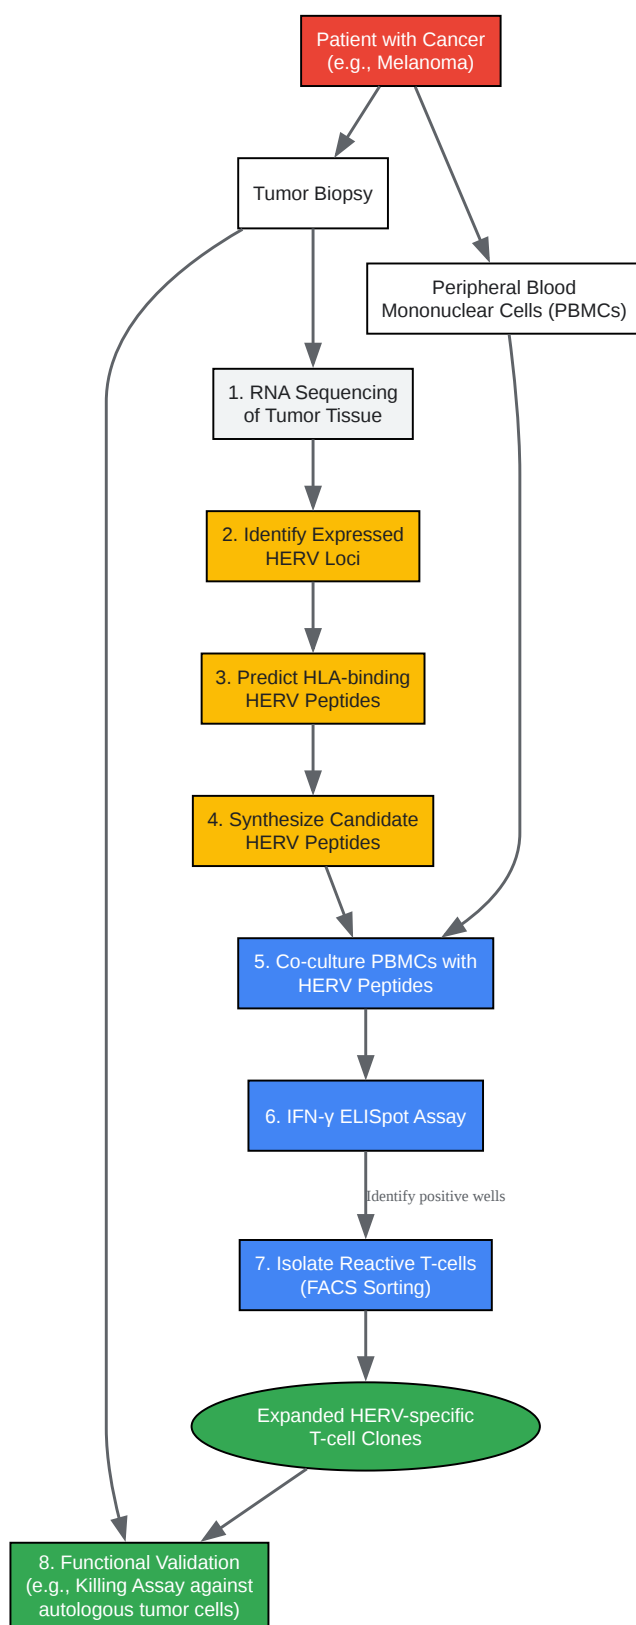 Patient with Cancer
(e.g., Melanoma)
Tumor Biopsy
Peripheral Blood
Mononuclear Cells (PBMCs)
1. RNA Sequencing
of Tumor Tissue
2. Identify Expressed
HERV Loci
3. Predict HLA-binding
HERV Peptides
4. Synthesize Candidate
HERV Peptides
5. Co-culture PBMCs with
HERV Peptides
6. IFN-γ ELISpot Assay
Identify positive wells
7. Isolate Reactive T-cells
(FACS Sorting)
Expanded HERV-specific
T-cell Clones
8. Functional Validation
(e.g., Killing Assay against
autologous tumor cells)